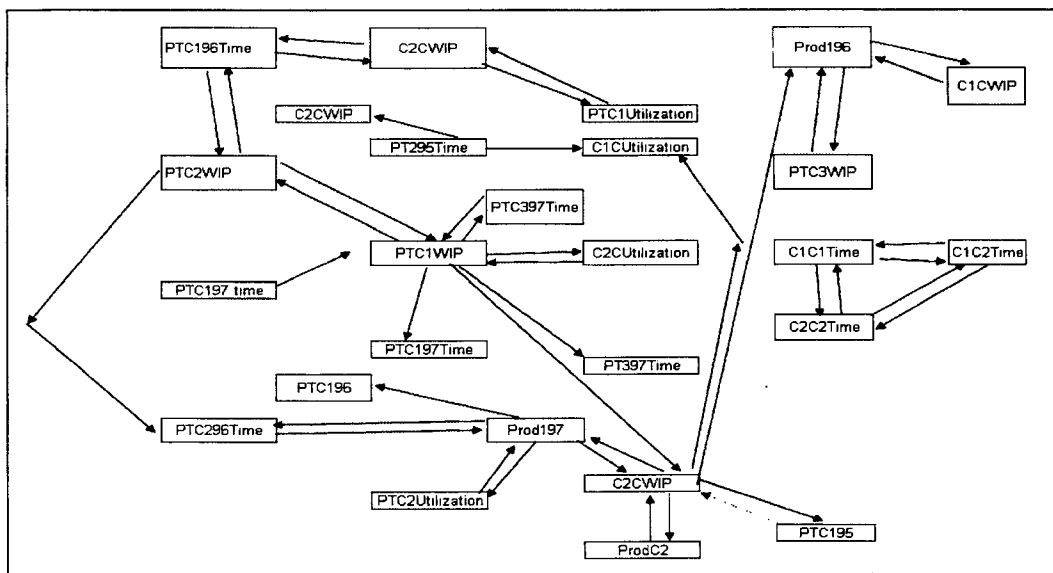 PTC196Time
C2CWIP
Prod196
C1CWIP
C2CWIP
PTC1Utilization
PT295Time
C1CUtilization
PTC2WIP
PTC3WIP
PTC397Time
PTC1WIP
C2CUtilization
C1C1Time
C1C2Time
PTC197 time
C2C2Time
PTC197Time
PT397Time
PTC196
PTC296Time
Prod197
C2CWIP
PTC2Utilization
PTC195
ProdC2